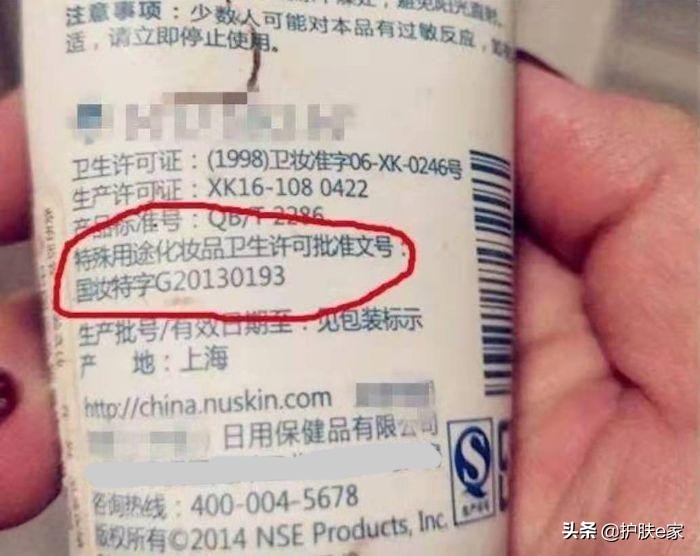 注意事项：少数人可能对本品有过敏反应，如有
适，请立即停止使用。
卫生许可证：(1998)卫妆准字06-XK-0246号
生产许可证：XK16-108 0422
产品标准号：QB/T 2286
特殊用途化妆品卫生许可批准文号：
国妆特字G20130193
生产批号/有效日期至：见包装标示
产 地：上海
http://china.nuskin.com
日用保健品有限公司
咨询热线：400-004-5678
版权所有©2014 NSE Products, Inc.
头条 @护肤e家